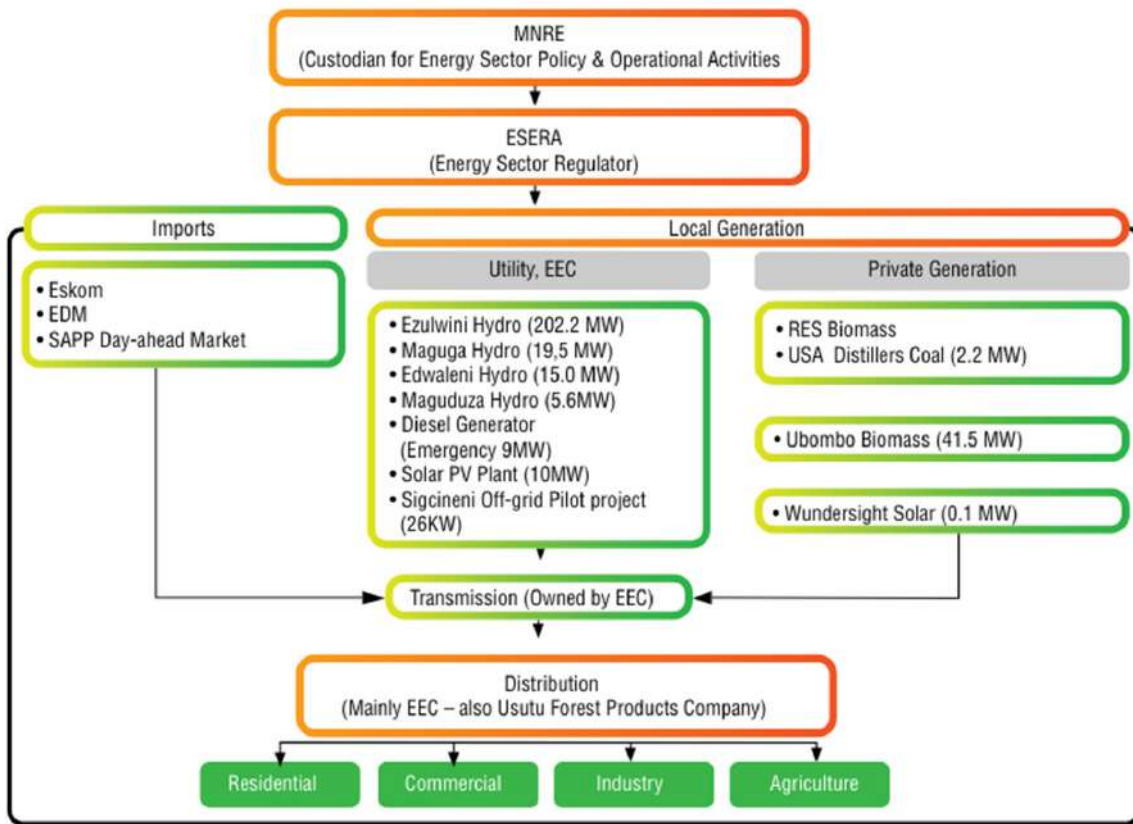 MNRE
(Custodian for Energy Sector Policy & Operational Activities
ESERA
(Energy Sector Regulator)
Imports
• Eskom
• EDM
• SAPP Day-ahead Market
Local Generation
Utility, EEC
• Ezulwini Hydro (202.2 MW)
• Maguga Hydro (19,5 MW)
• Edwaleni Hydro (15.0 MW)
• Maguduza Hydro (5.6MW)
• Diesel Generator
(Emergency 9MW)
• Solar PV Plant (10MW)
• Sigcineni Off-grid Pilot project
(26KW)
Private Generation
• RES Biomass
• USA Distillers Coal (2.2 MW)
• Ubombo Biomass (41.5 MW)
• Wundersight Solar (0.1 MW)
Transmission (Owned by EEC)
Distribution
(Mainly EEC – also Usutu Forest Products Company)
Residential
Commercial
Industry
Agriculture